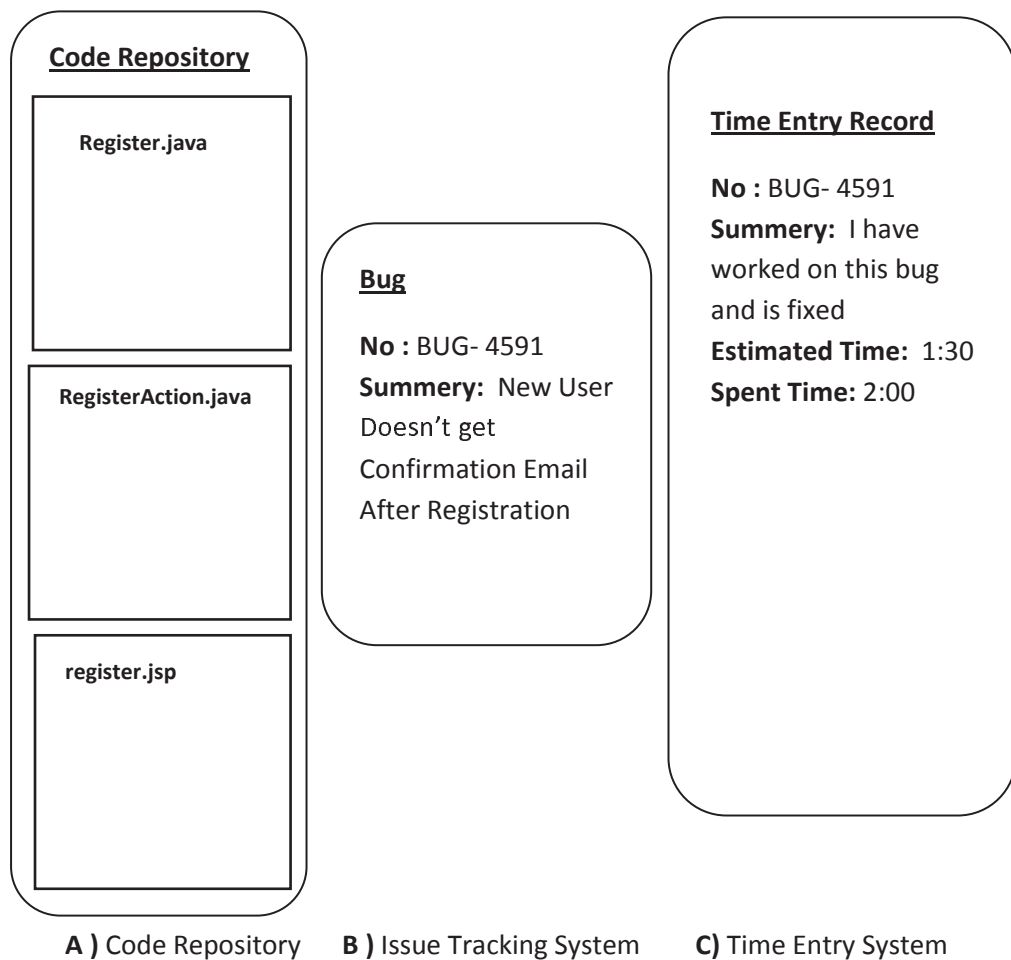 Code Repository
Register.java
RegisterAction.java
register.jsp
Bug
No : BUG- 4591
Summery: New User
Doesn't get
Confirmation Email
After Registration
Time Entry Record
No : BUG- 4591
Summery: I have
worked on this bug
and is fixed
Estimated Time: 1:30
Spent Time: 2:00
A ) Code Repository
B ) Issue Tracking System
C) Time Entry System